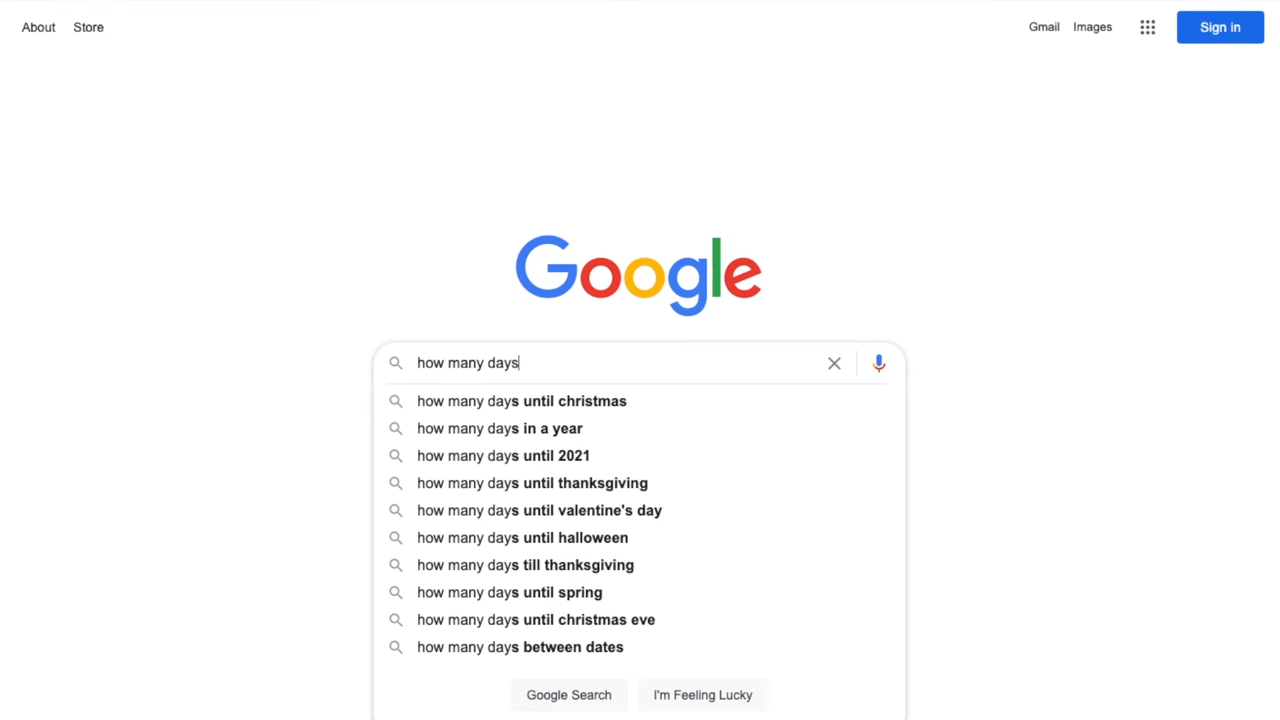 About Store
Gmail Images Sign in
Google
how many days
how many days until christmas
how many days in a year
how many days until 2021
how many days until thanksgiving
how many days until valentine's day
how many days until halloween
how many days till thanksgiving
how many days until spring
how many days until christmas eve
how many days between dates
Google Search I'm Feeling Lucky